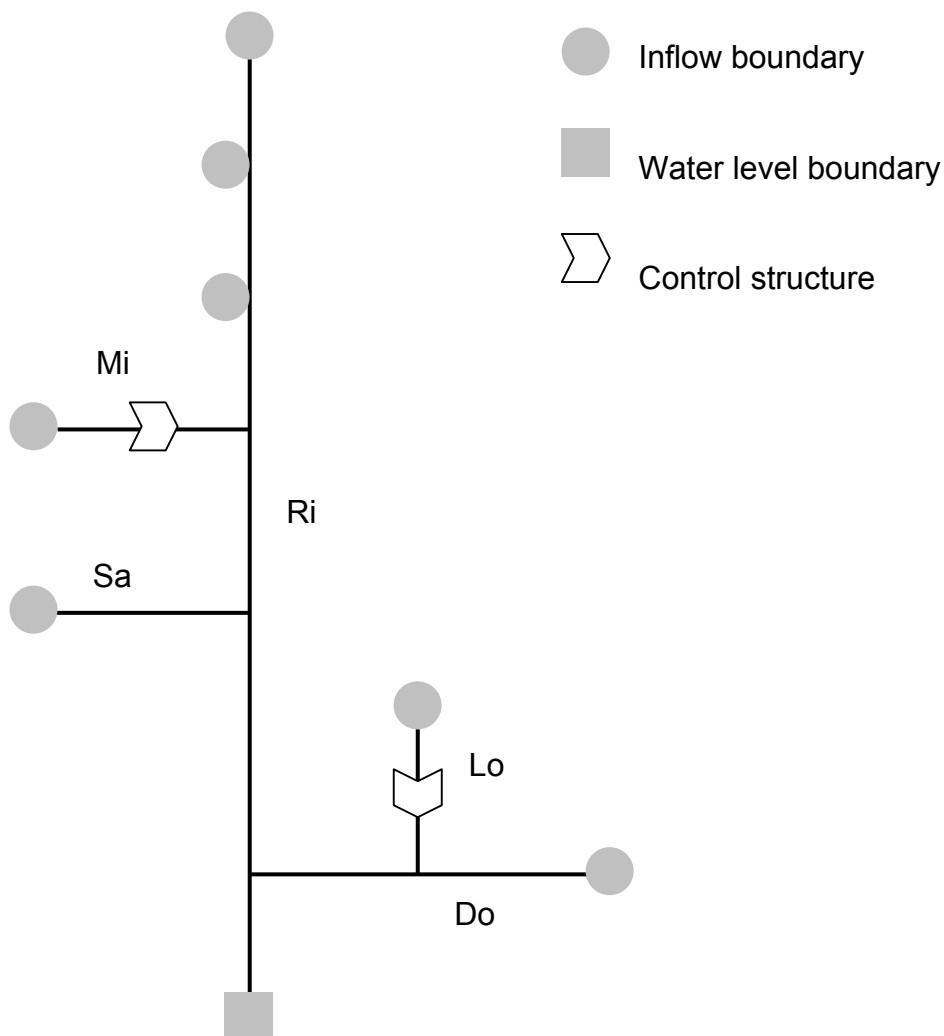 Inflow boundary
Water level boundary
Control structure
Mi
Ri
Sa
Lo
Do